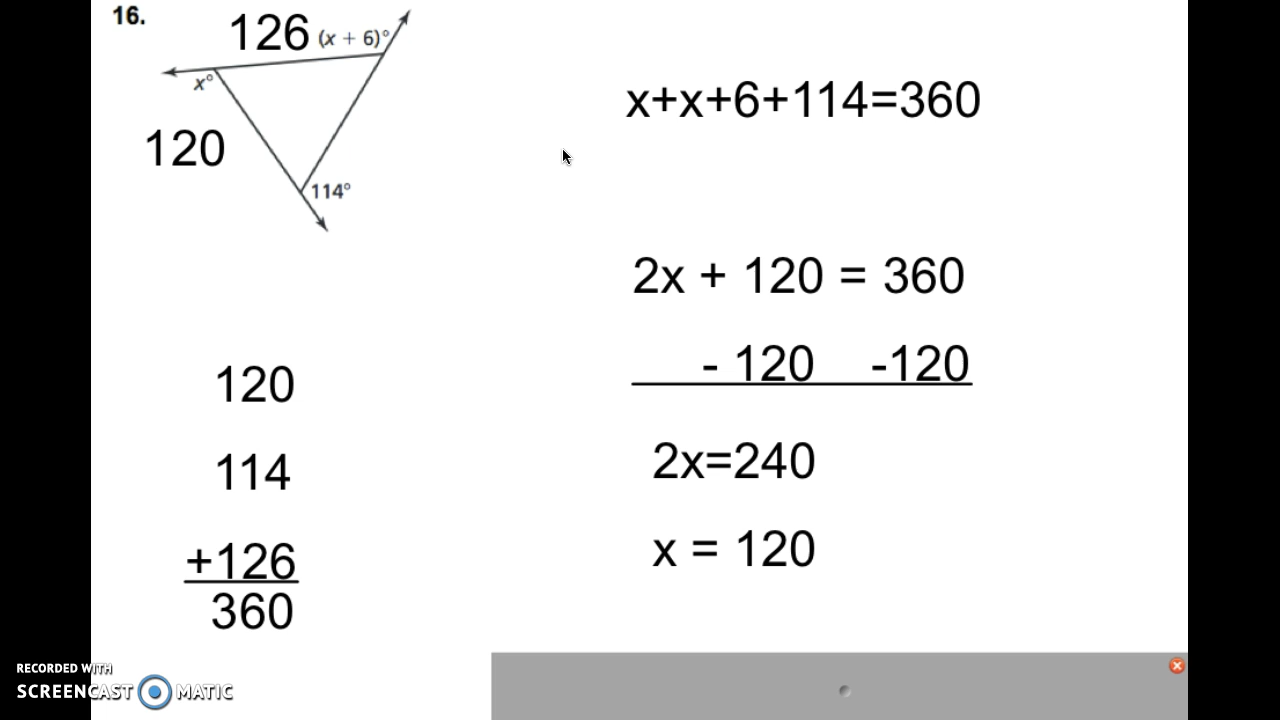 16.
126 (x + 6)°
x°
120
114°
x+x+6+114=360
2x + 120 = 360
- 120 -120
2x=240
x = 120
120
114
+126
360
RECORDED WITH
SCREENCAST MATIC